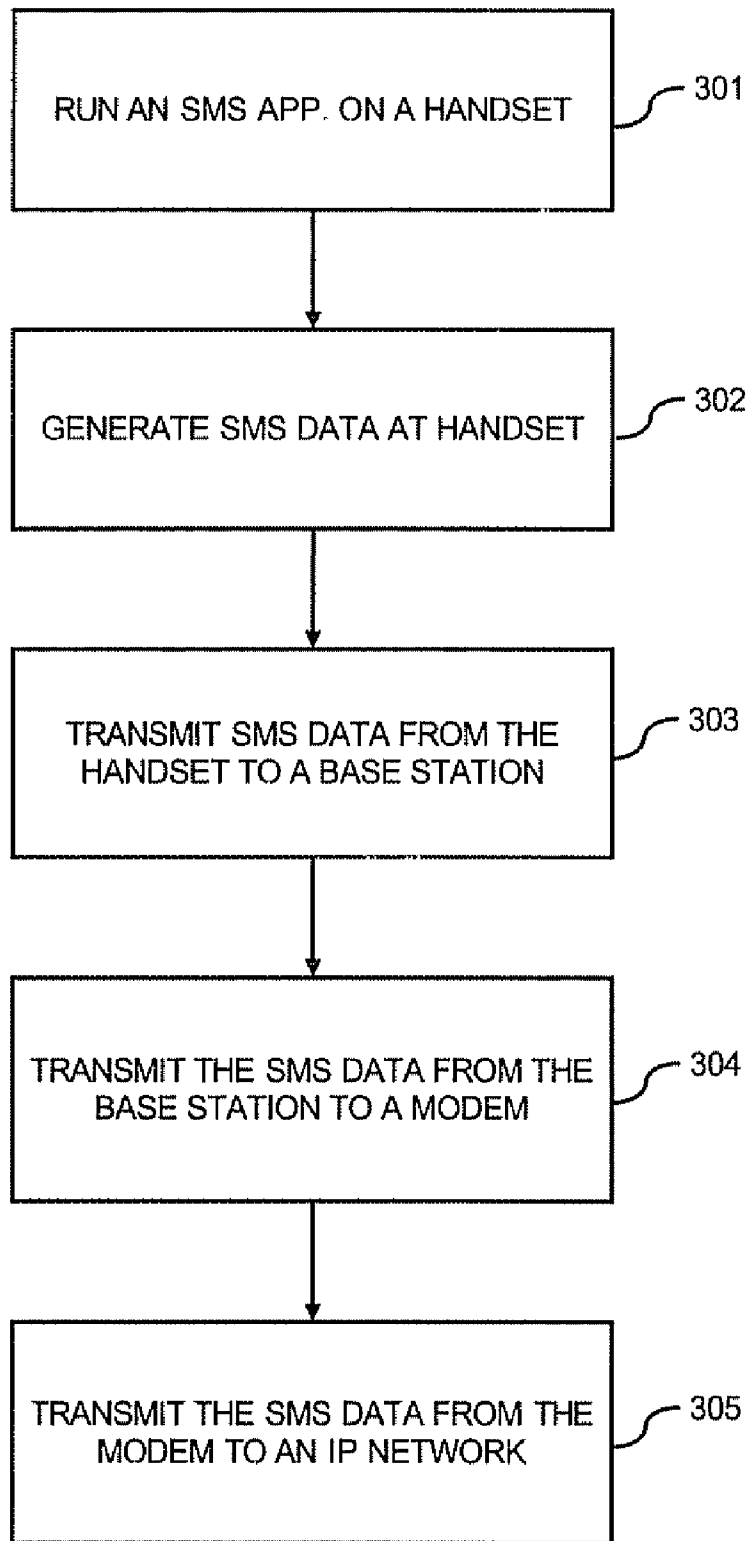 RUN AN SMS APP. ON A HANDSET
301
GENERATE SMS DATA AT HANDSET
302
TRANSMIT SMS DATA FROM THE
HANDSET TO A BASE STATION
303
TRANSMIT THE SMS DATA FROM THE
BASE STATION TO A MODEM
304
TRANSMIT THE SMS DATA FROM THE
MODEM TO AN IP NETWORK
305